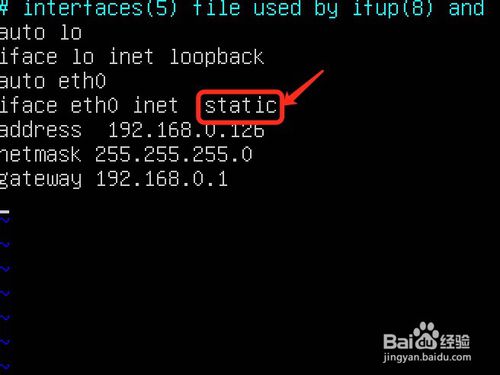 # interfaces(5) file used by ifup(8) and
auto lo
iface lo inet loopback
auto eth0
iface eth0 inet static
address 192.168.0.126
netmask 255.255.255.0
gateway 192.168.0.1
~
~
~
~
~
~
~
Bai du 经验
jingyan.baidu.com